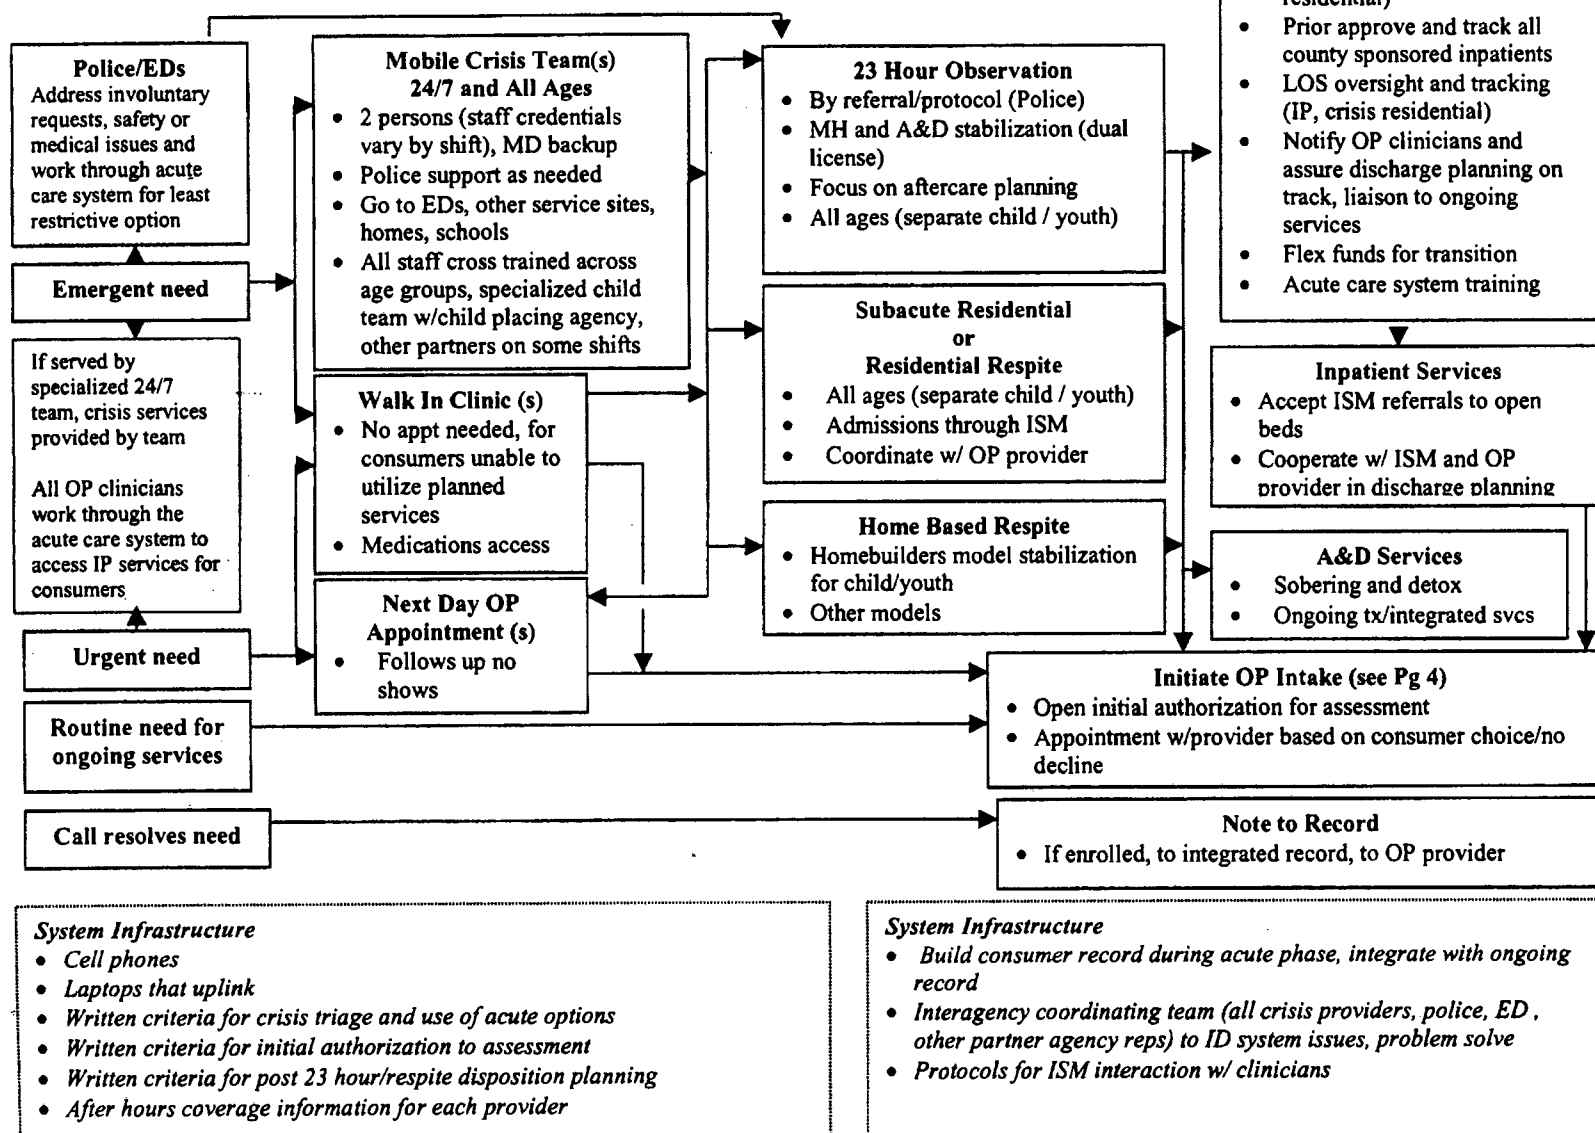 Police/EDs
Address involuntary
requests, safety or
medical issues and
work through acute
care system for least
restrictive option
Emergent need
If served by
specialized 24/7
team, crisis services
provided by team
All OP clinicians
work through the
acute care system to
access IP services for
consumers
Urgent need
Routine need for
ongoing services
Call resolves need
Mobile Crisis Team(s)
24/7 and All Ages
• 2 persons (staff credentials
vary by shift), MD backup
• Police support as needed
• Go to EDs, other service sites,
homes, schools
• All staff cross trained across
age groups, specialized child
team w/child placing agency,
other partners on some shifts
Walk In Clinic (s)
• No appt needed, for
consumers unable to
utilize planned
services
• Medications access
Next Day OP
Appointment (s)
• Follows up no
shows
23 Hour Observation
• By referral/protocol (Police)
• MH and A&D stabilization (dual
license)
• Focus on aftercare planning
• All ages (separate child / youth)
Subacute Residential
or
Residential Respite
• All ages (separate child / youth)
• Admissions through ISM
• Coordinate w/ OP provider
Home Based Respite
• Homebuilders model stabilization
for child/youth
• Other models
residential)
• Prior approve and track all
county sponsored inpatients
• LOS oversight and tracking
(IP, crisis residential)
• Notify OP clinicians and
assure discharge planning on
track, liaison to ongoing
services
• Flex funds for transition
• Acute care system training
Inpatient Services
• Accept ISM referrals to open
beds
• Cooperate w/ ISM and OP
provider in discharge planning
A&D Services
• Sobering and detox
• Ongoing tx/integrated svcs
Initiate OP Intake (see Pg 4)
• Open initial authorization for assessment
• Appointment w/provider based on consumer choice/no
decline
Note to Record
• If enrolled, to integrated record, to OP provider
System Infrastructure
• Cell phones
• Laptops that uplink
• Written criteria for crisis triage and use of acute options
• Written criteria for initial authorization to assessment
• Written criteria for post 23 hour/respite disposition planning
• After hours coverage information for each provider
System Infrastructure
• Build consumer record during acute phase, integrate with ongoing
record
• Interagency coordinating team (all crisis providers, police, ED ,
other partner agency reps) to ID system issues, problem solve
• Protocols for ISM interaction w/ clinicians